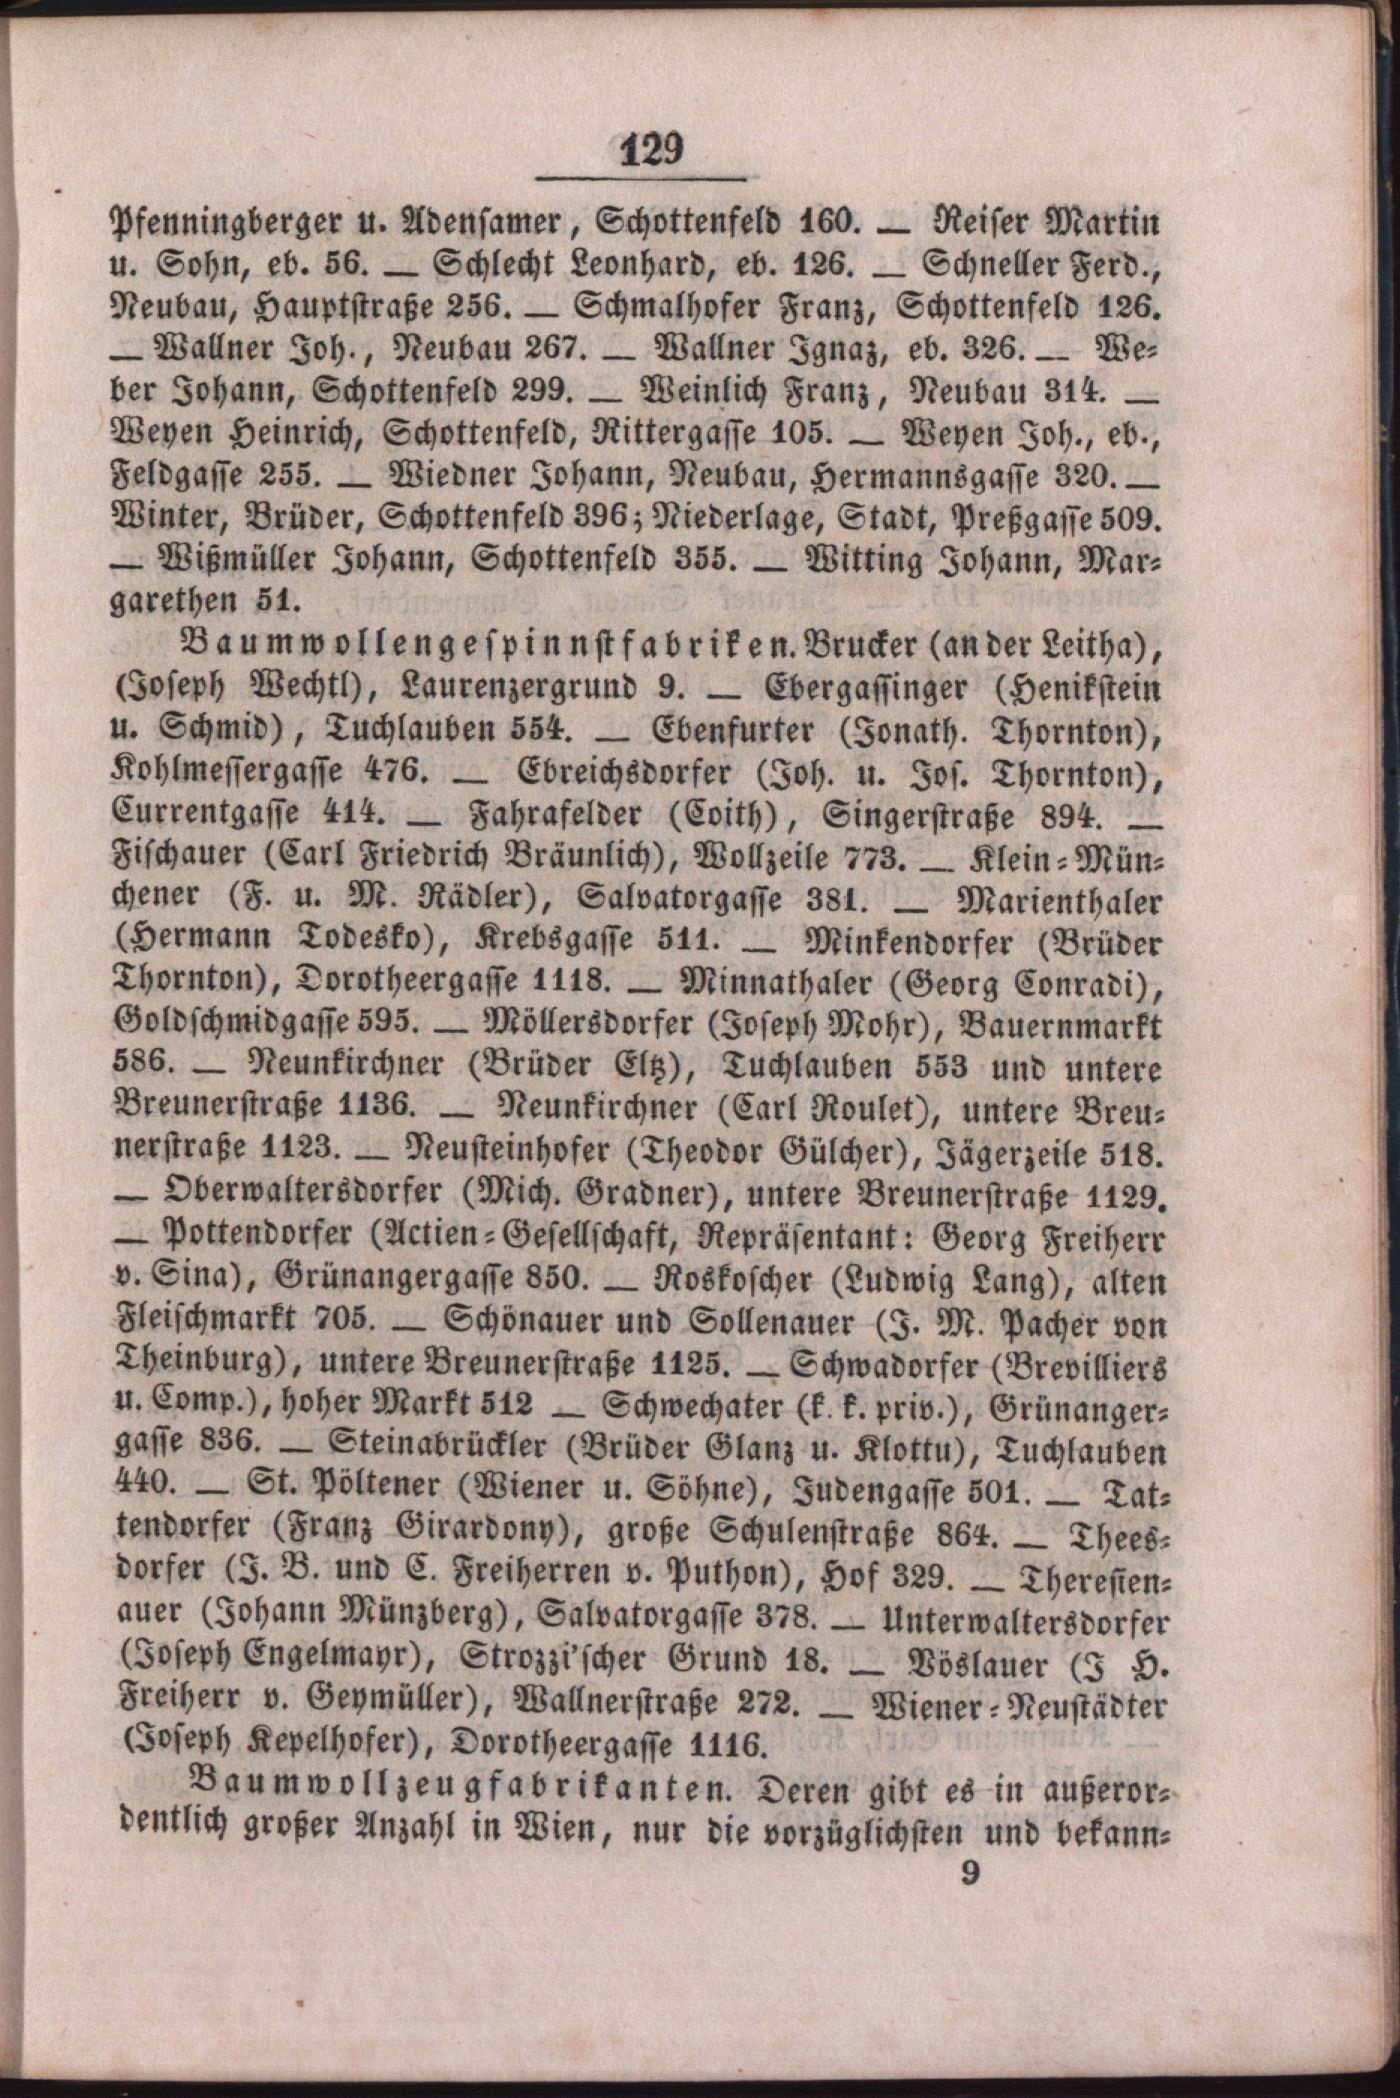 129
Pfenningberger u. Adensamer, Schottenfeld 160. — Reiser Martin
u. Sohn, eb. 56. — Schlecht Leonhard, eb. 126. — Schneller Ferd.,
Neubau, Hauptstraße 256. — Schmalhofer Franz, Schottenfeld 126.
— Wallner Joh., Neubau 267. — Wallner Ignaz, eb. 326. — We-
ber Johann, Schottenfeld 299. — Weinlich Franz, Neubau 314. —
Weyen Heinrich, Schottenfeld, Rittergasse 105. — Weyen Joh., eb.,
Feldgasse 255. — Wiedner Johann, Neubau, Hermannsgasse 320. —
Winter, Brüder, Schottenfeld 396; Niederlage, Stadt, Preßgasse 509.
— Wißmüller Johann, Schottenfeld 355. — Witting Johann, Mar-
garethen 51.
Baumwollengespinnstfabriken. Brucker (an der Leitha),
(Joseph Wechtl), Laurenzergrund 9. — Ebergassinger (Henikstein
u. Schmid), Tuchlauben 554. — Ebenfurter (Jonath. Thornton),
Kohlmessergasse 476. — Ebreichsdorfer (Joh. u. Jos. Thornton),
Currentgasse 414. — Fahrafelder (Coith), Singerstraße 894. —
Fischauer (Carl Friedrich Bräunlich), Wollzeile 773. — Klein-Mün-
chener (F. u. M. Rädler), Salvatorgasse 381. — Marienthaler
(Hermann Todesko), Krebsgasse 511. — Minkendorfer (Brüder
Thornton), Dorotheergasse 1118. — Minnathaler (Georg Conradi),
Goldschmidgasse 595. — Möllersdorfer (Joseph Mohr), Bauernmarkt
586. — Neunkirchner (Brüder Eltz), Tuchlauben 553 und untere
Breunerstraße 1136. — Neunkirchner (Carl Roulet), untere Breu-
nerstraße 1123. — Neusteinhofer (Theodor Gülcher), Jägerzeile 518.
— Oberwaltersdorfer (Mich. Gradner), untere Breunerstraße 1129.
— Pottendorfer (Actien-Gesellschaft, Repräsentant: Georg Freiherr
v. Sina), Grünangergasse 850. — Roskoscher (Ludwig Lang), alten
Fleischmarkt 705. — Schönauer und Sollenauer (J. M. Pacher von
Theinburg), untere Breunerstraße 1125. — Schwadorfer (Brevilliers
u. Comp.), hoher Markt 512 — Schwechater (k. k. priv.), Grünanger-
gasse 836. — Steinabrückler (Brüder Glanz u. Klottu), Tuchlauben
440. — St. Pöltener (Wiener u. Söhne), Judengasse 501. — Tat-
tendorfer (Franz Girardony), große Schulenstraße 864. — Thees-
dorfer (J. B. und C. Freiherren v. Puthon), Hof 329. — Theresien-
auer (Johann Münzberg), Salvatorgasse 378. — Unterwaltersdorfer
(Joseph Engelmayr), Strozzi'scher Grund 18. — Vöslauer (J H.
Freiherr v. Geymüller), Wallnerstraße 272. — Wiener-Neustädter
(Joseph Kepelhofer), Dorotheergasse 1116.
Baumwollzeugfabrikanten. Deren gibt es in außeror-
dentlich großer Anzahl in Wien, nur die vorzüglichsten und bekann-
9